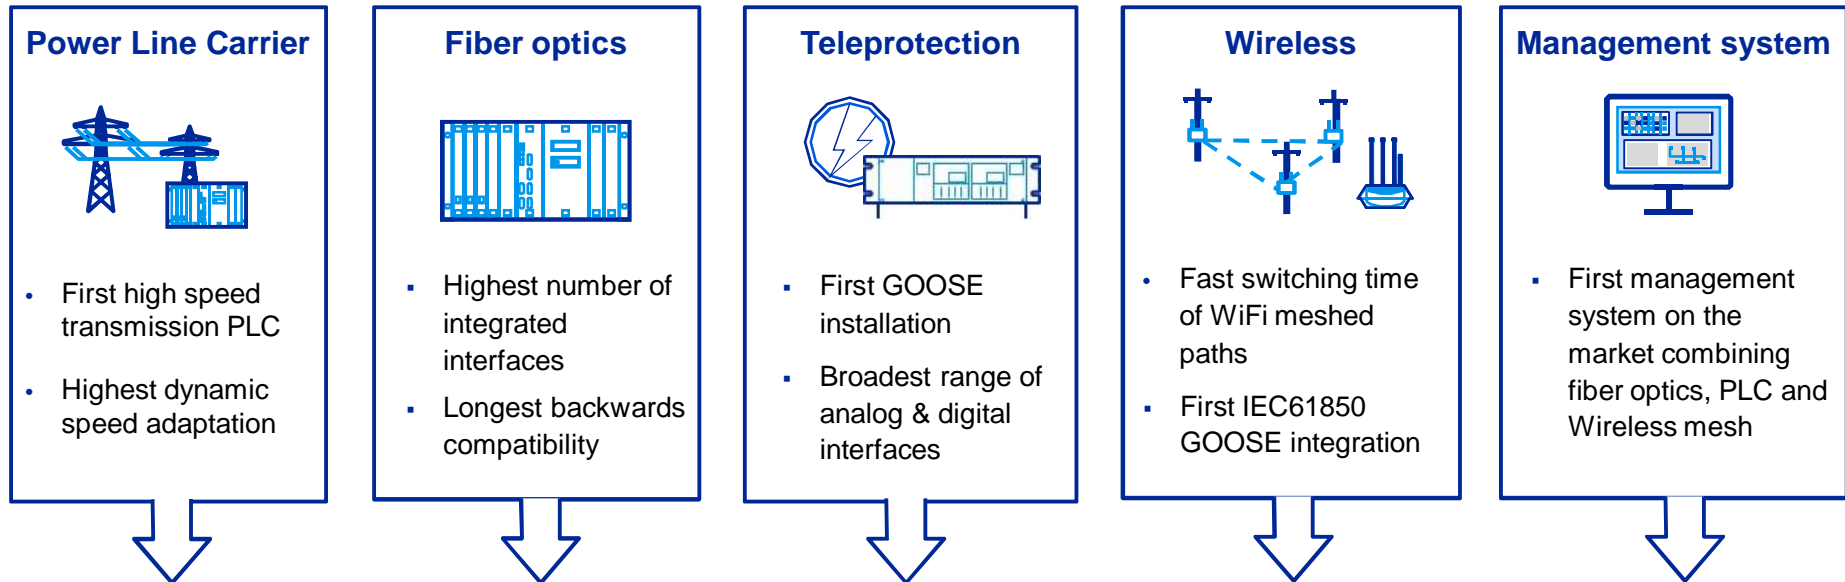 Power Line Carrier
• First high speed
transmission PLC
• Highest dynamic
speed adaptation
Fiber optics
▪ Highest number of
integrated
interfaces
▪ Longest backwards
compatibility
Teleprotection
▪ First GOOSE
installation
▪ Broadest range of
analog & digital
interfaces
Wireless
• Fast switching time
of WiFi meshed
paths
▪ First IEC61850
GOOSE integration
Management system
▪ First management
system on the
market combining
fiber optics, PLC and
Wireless mesh